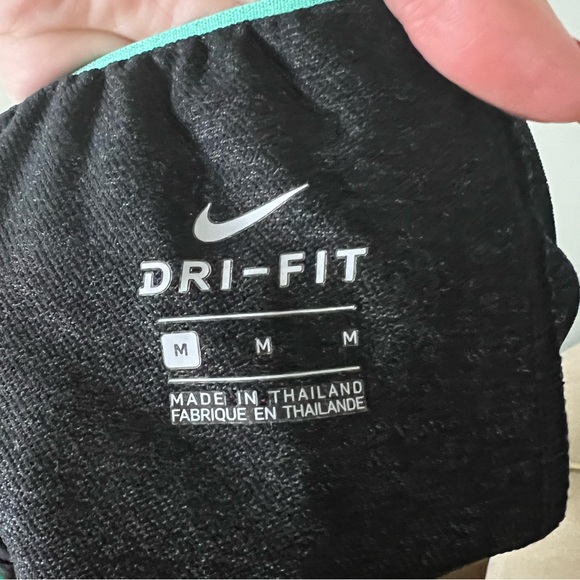 DRI-FIT
M M M
MADE IN THAILAND
FABRIQUE EN THAILANDE